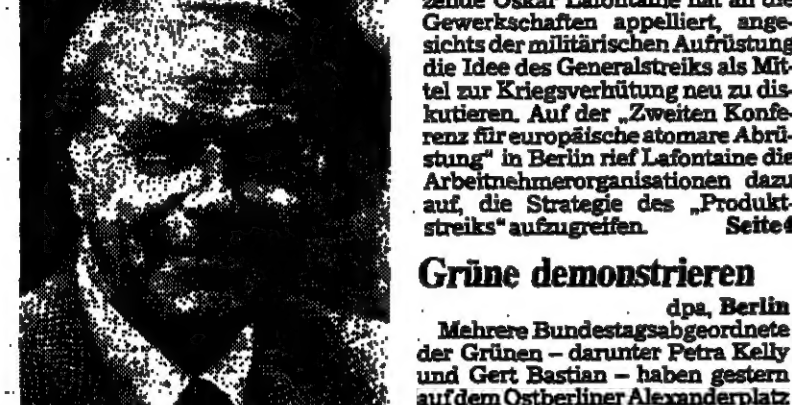 zende Oskar Lafontaine hat an die
Gewerkschaften appelliert, ange-
sichts der militärischen Aufrüstung
die Idee des Generalstreiks als Mit-
tel zur Kriegsverhütung neu zu dis-
kutieren. Auf der „Zweiten Konfe-
renz für europäische atomare Abrü-
stung“ in Berlin rief Lafontaine die
Arbeitnehmerorganisationen dazu
auf, die Strategie des „Produkt-
streiks“ aufzugreifen. Seite 4
Grüne demonstrieren
dpa, Berlin
Mehrere Bundestagsabgeordnete
der Grünen – darunter Petra Kelly
und Gert Bastian – haben gestern
auf dem Ostberliner Alexanderplatz